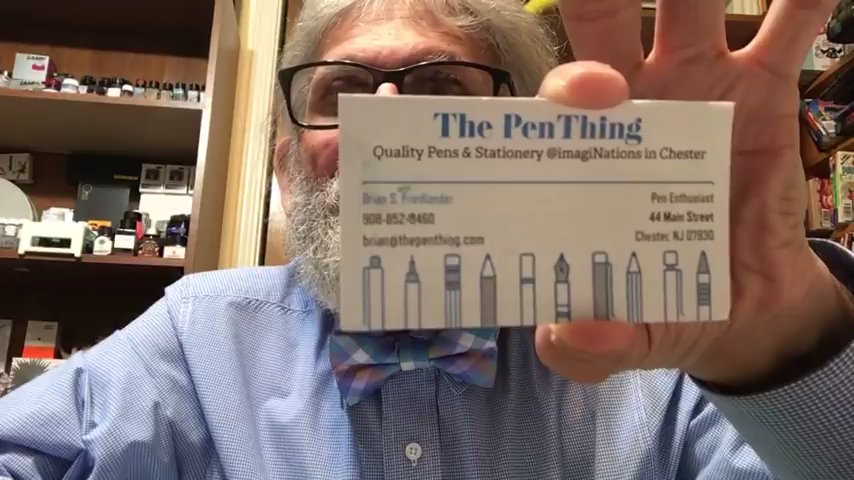 The PenThing
Quality Pens & Stationery @imagiNations in Chester
Brian S. Friedlander
Pen Enthusiast
908-852-0460
44 Main Street
brian@thepenthing.com
Chester, NJ 07930